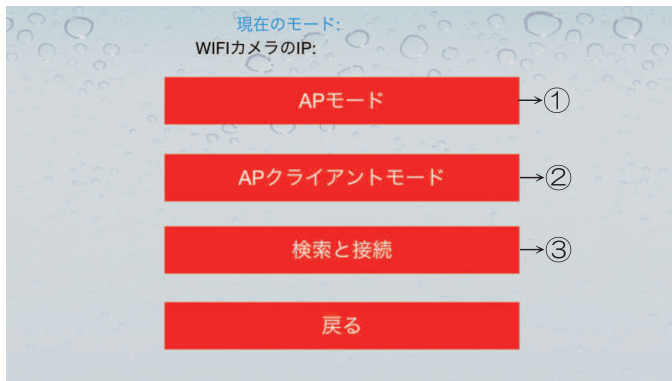 現在のモード:
WIFIカメラのIP:
APモード→①
APクライアントモード→②
検索と接続→③
戻る